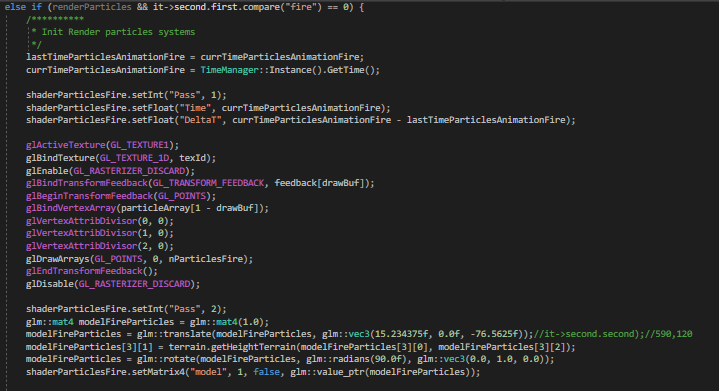 else if (renderParticles && it->second.first.compare("fire") == 0) {
/**********
* Init Render particles systems
*/
lastTimeParticlesAnimationFire = currTimeParticlesAnimationFire;
currTimeParticlesAnimationFire = TimeManager::Instance().GetTime();
shaderParticlesFire.setInt("Pass", 1);
shaderParticlesFire.setFloat("Time", currTimeParticlesAnimationFire);
shaderParticlesFire.setFloat("DeltaT", currTimeParticlesAnimationFire - lastTimeParticlesAnimationFire);
glActiveTexture(GL_TEXTURE1);
glBindTexture(GL_TEXTURE_1D, texId);
glEnable(GL_RASTERIZER_DISCARD);
glBindTransformFeedback(GL_TRANSFORM_FEEDBACK, feedback[drawBuf]);
glBeginTransformFeedback(GL_POINTS);
glBindVertexArray(particleArray[1 - drawBuf]);
glVertexAttribDivisor(0, 0);
glVertexAttribDivisor(1, 0);
glVertexAttribDivisor(2, 0);
glDrawArrays(GL_POINTS, 0, nParticlesFire);
glEndTransformFeedback();
glDisable(GL_RASTERIZER_DISCARD);
shaderParticlesFire.setInt("Pass", 2);
glm::mat4 modelFireParticles = glm::mat4(1.0);
modelFireParticles = glm::translate(modelFireParticles, glm::vec3(15.234375f, 0.0f, -76.5625f));//it->second.second);//590,120
modelFireParticles[3][1] = terrain.getHeightTerrain(modelFireParticles[3][0], modelFireParticles[3][2]);
modelFireParticles = glm::rotate(modelFireParticles, glm::radians(90.0f), glm::vec3(0.0, 1.0, 0.0));
shaderParticlesFire.setMatrix4("model", 1, false, glm::value_ptr(modelFireParticles));